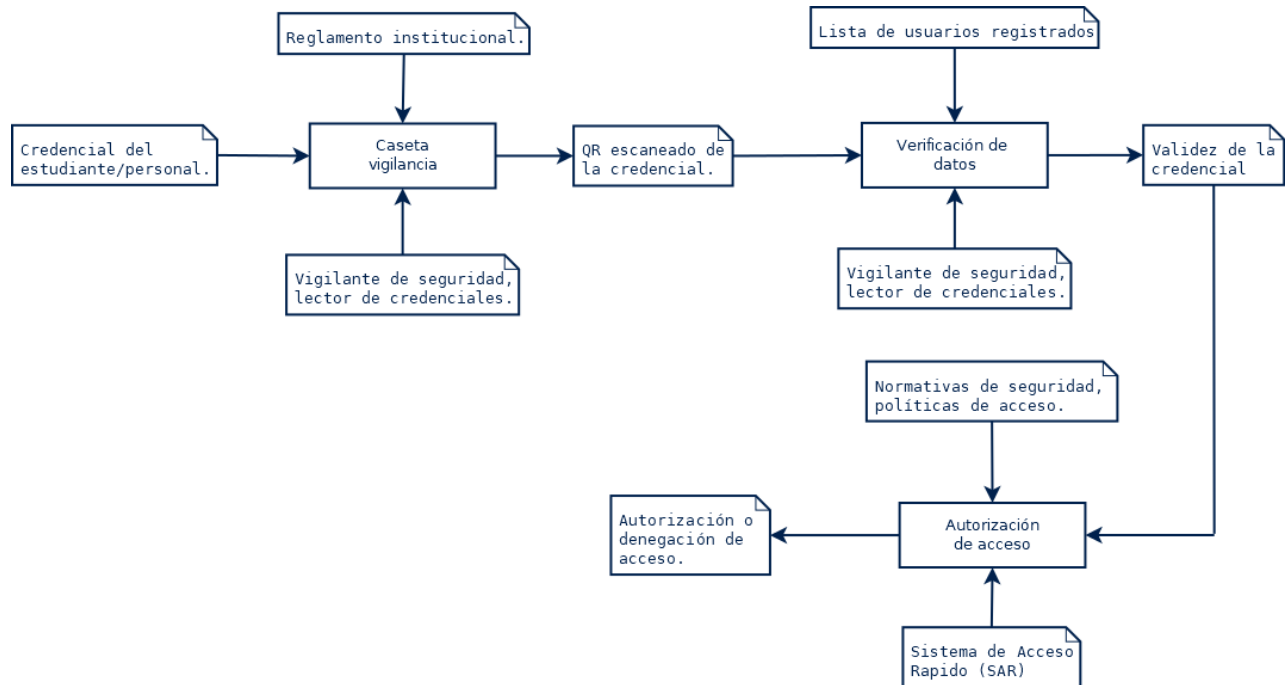 Reglamento institucional.
Lista de usuarios registrados
Credencial del
estudiante/personal.
Caseta
vigilancia
QR escaneado de
la credencial.
Verificación de
datos
Validez de la
credencial
Vigilante de seguridad,
lector de credenciales.
Vigilante de seguridad,
lector de credenciales.
Normativas de seguridad,
políticas de acceso.
Autorización o
denegación de
acceso.
Autorización
de acceso
Sistema de Acceso
Rapido (SAR)